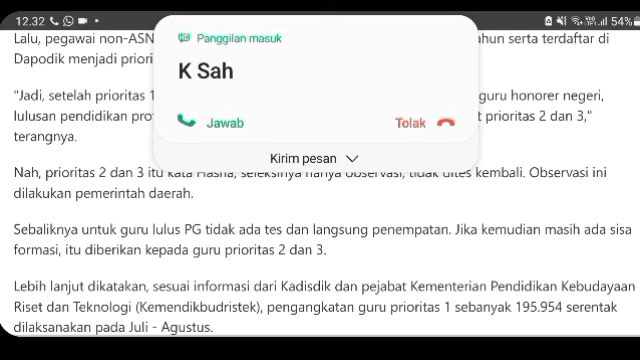 12.32
54%
Panggilan masuk
K Sah
Jawab
Tolak
Kirim pesan
Lalu, pegawai non-ASN ahun serta terdaftar di
Dapodik menjadi priori
"Jadi, setelah prioritas 1 guru honorer negeri,
lulusan pendidikan pro t prioritas 2 dan 3,"
terangnya.
Nah, prioritas 2 dan 3 itu kata Hasna, seleksinya hanya observasi, tidak dites kembali. Observasi ini
dilakukan pemerintah daerah.
Sebaliknya untuk guru lulus PG tidak ada tes dan langsung penempatan. Jika kemudian masih ada sisa
formasi, itu diberikan kepada guru prioritas 2 dan 3.
Lebih lanjut dikatakan, sesuai informasi dari Kadisdik dan pejabat Kementerian Pendidikan Kebudayaan
Riset dan Teknologi (Kemendikbudristek), pengangkatan guru prioritas 1 sebanyak 195.954 serentak
dilaksanakan pada Juli - Agustus.